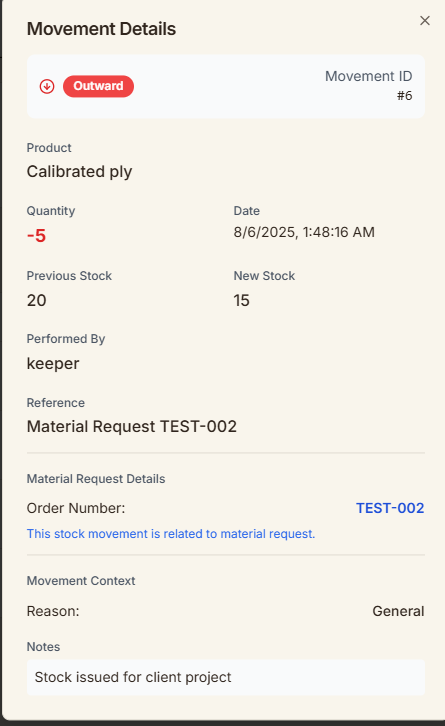 Movement Details
Outward
Movement ID
#6
Product
Calibrated ply
Quantity
Date
-5
8/6/2025, 1:48:16 AM
Previous Stock
New Stock
20
15
Performed By
keeper
Reference
Material Request TEST-002
Material Request Details
Order Number:
TEST-002
This stock movement is related to material request.
Movement Context
Reason:
General
Notes
Stock issued for client project